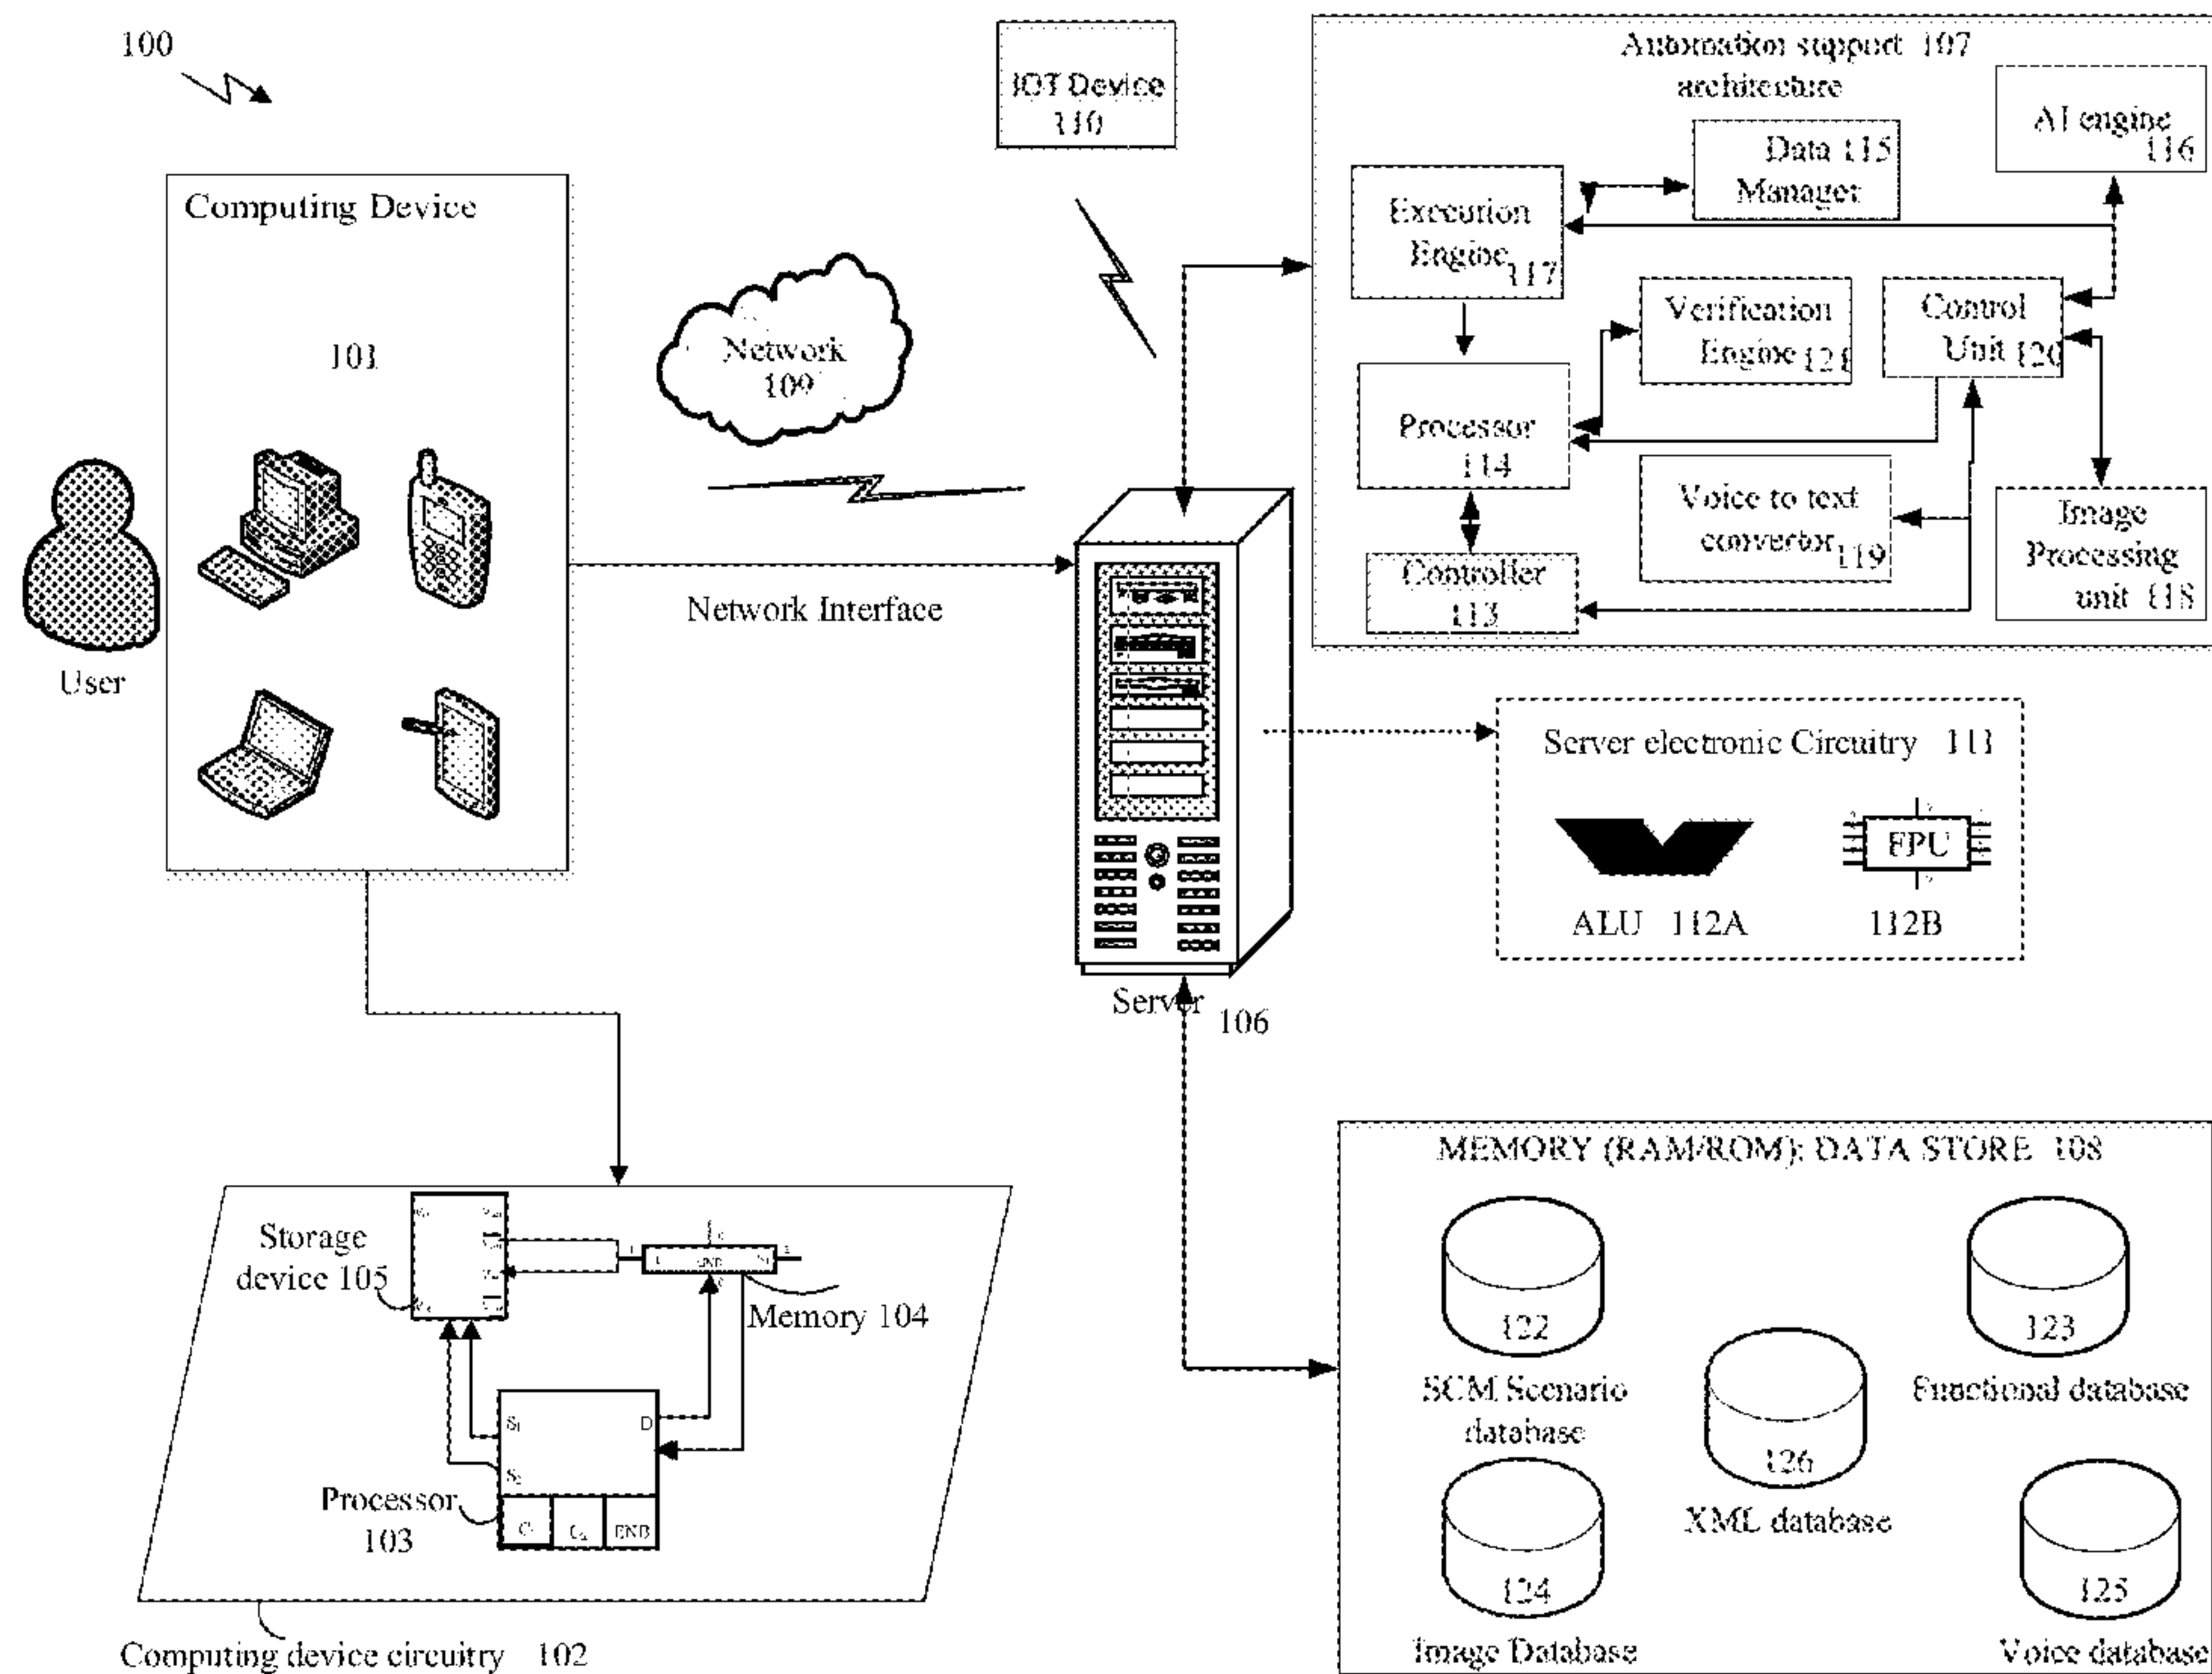 100
IOT Device
110
Automation support 107
architecture
AI engine
116
Data 115
Manager
Execution
Engine
117
Computing Device
101
Network
109
Verification
Engine 121
Control
Unit 120
Processor
114
Voice to text
convertor 119
Image
Processing
unit 118
Controller
113
Network Interface
User
Server electronic Circuitry 111
FPU
ALU 112A
112B
Server 106
MEMORY (RAM/ROM): DATA STORE 108
122
SCM Scenario
database
123
Functional database
126
XML database
124
Image Database
125
Voice database
Storage
device 105
Memory 104
S1
D
S2
Processor
103
ENB
Computing device circuitry 102